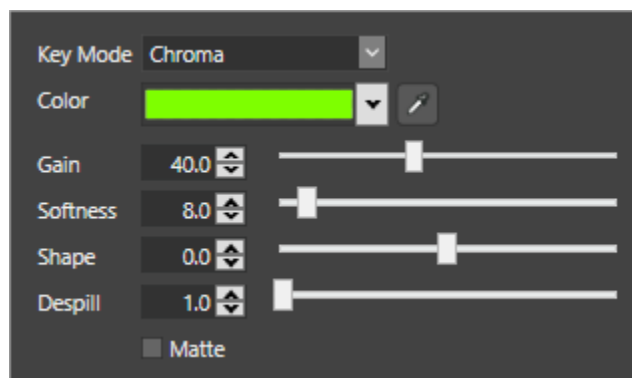 Key Mode Chroma
Color
Gain 40.0
Softness 8.0
Shape 0.0
Despill 1.0
Matte